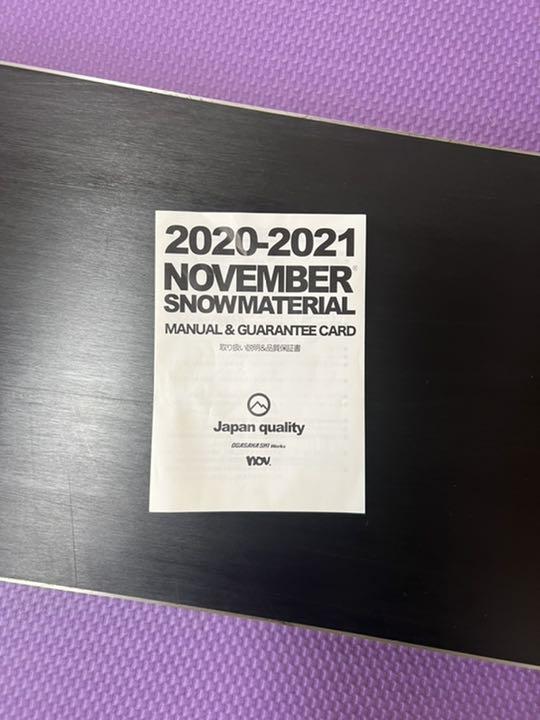 2020-2021
NOVEMBER®
SNOWMATERIAL
MANUAL & GUARANTEE CARD
取り扱い説明&品質保証書
Japan quality
OGASAKA SKI Works
nov.